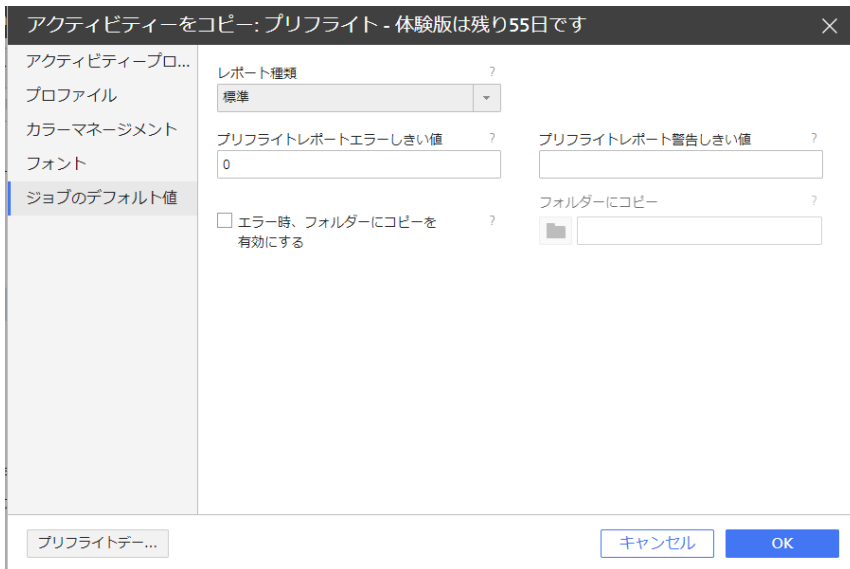 アクティビティーをコピー: プリフライト - 体験版は残り55日です
アクティビティープロ...
プロファイル
カラーマネージメント
フォント
ジョブのデフォルト値
レポート種類 ?
標準
プリフライトレポートエラーしきい値 ?
0
プリフライトレポート警告しきい値 ?
エラー時、フォルダーにコピーを ?
有効にする
フォルダーにコピー ?
プリフライトデー...
キャンセル
OK